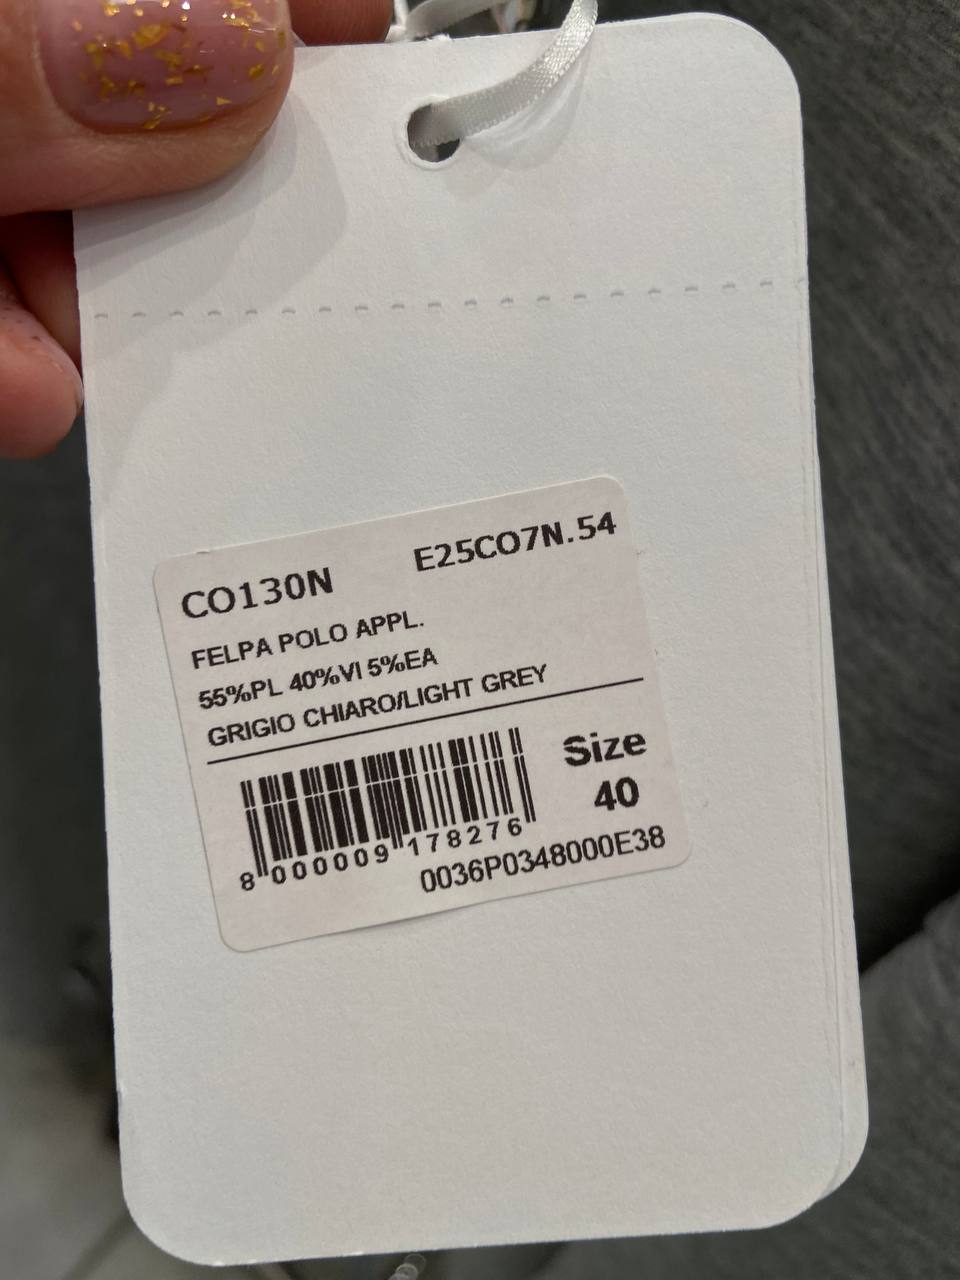 CO130N E25CO7N.54
FELPA POLO APPL.
55%PL 40%VI 5%EA
GRIGIO CHIARO/LIGHT GREY
Size
40
8 000009 178276
0036P0348000E38